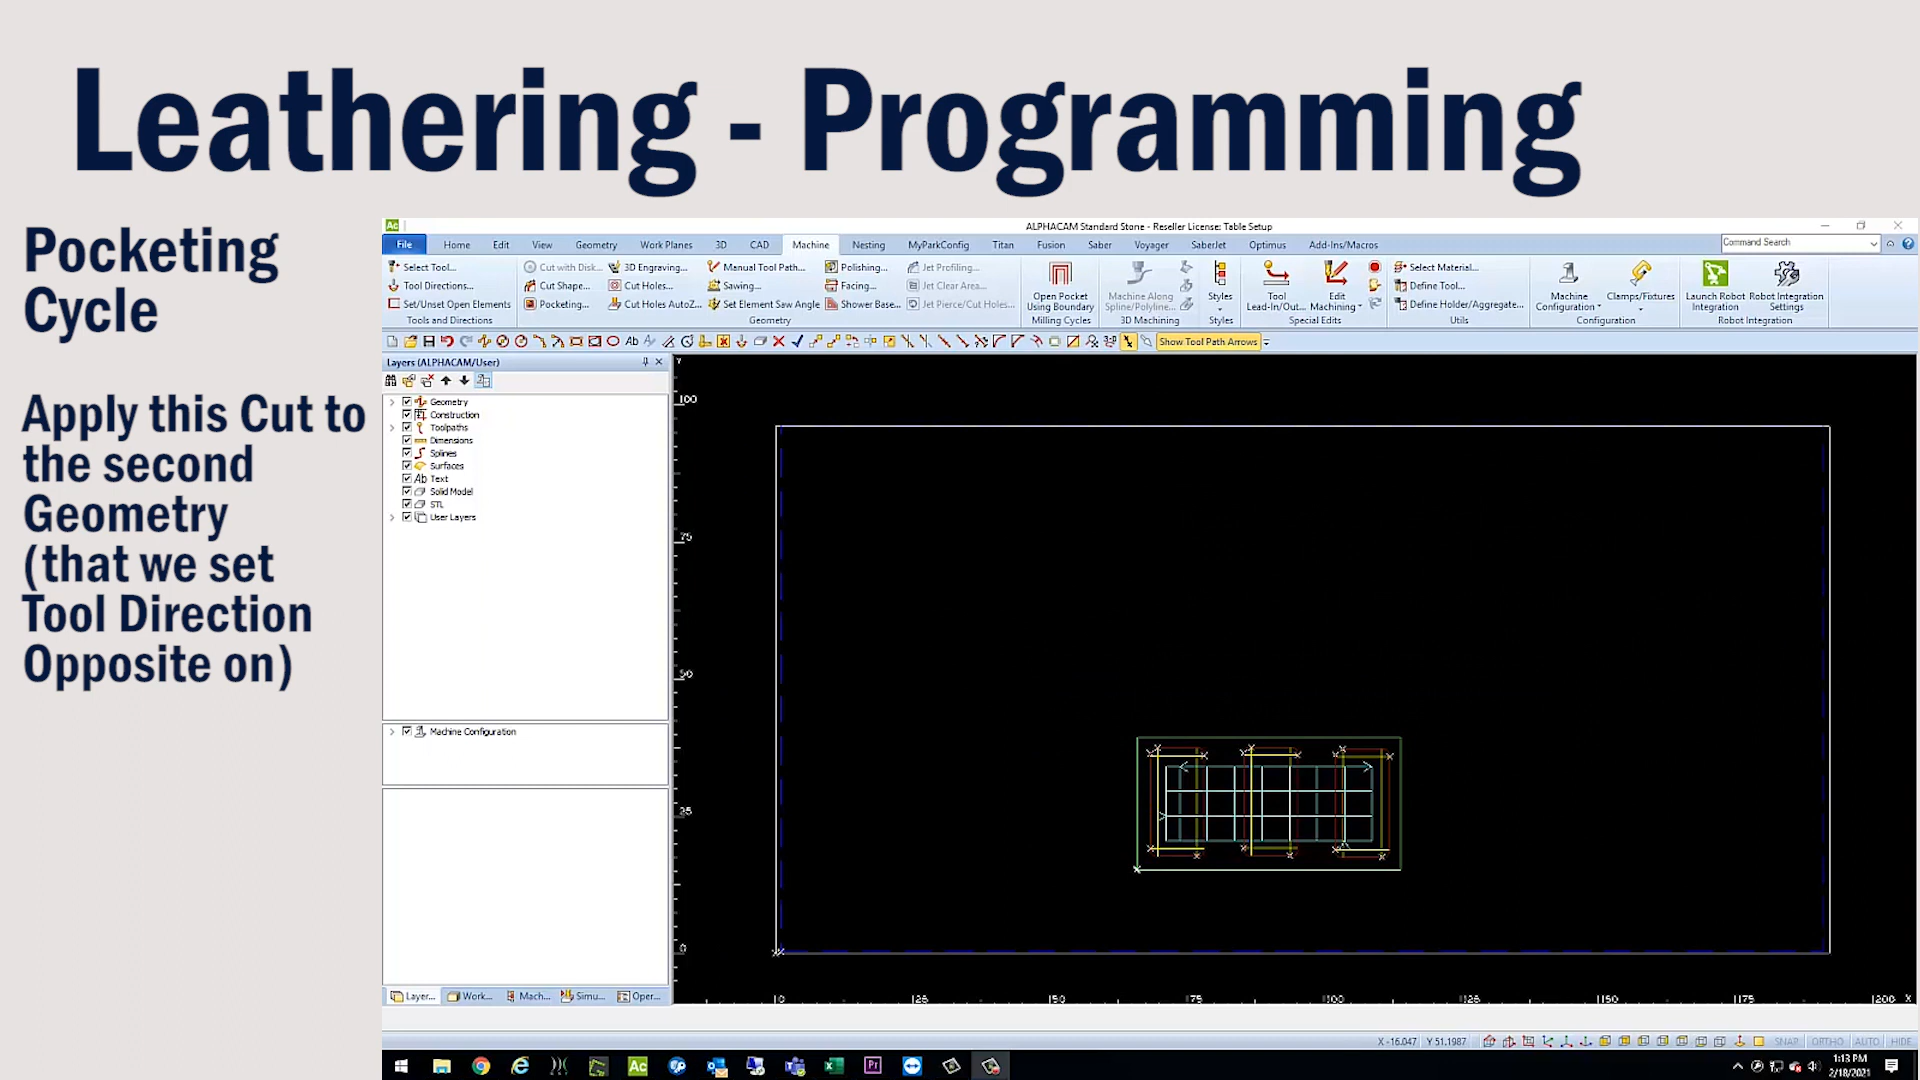 Leathering - Programming
Pocketing
Cycle
Apply this Cut to
the second
Geometry
(that we set
Tool Direction
Opposite on)
Ac
ALPHACAM Standard Stone - Reseller License: Table Setup
File Home Edit View Geometry Work Planes 3D CAD Machine Nesting MyParkConfig Titan Fusion Saber Voyager SaberJet Optimus Add-Ins/Macros
Command Search
Select Tool...
Tool Directions...
Set/Unset Open Elements
Tools and Directions
Cut with Disk... 3D Engraving... Manual Tool Path... Polishing... Jet Profiling...
Cut Shape... Cut Holes... Sawing... Facing... Jet Clear Area...
Pocketing... Cut Holes AutoZ... Set Element Saw Angle Shower Base... Jet Pierce/Cut Holes...
Geometry
Open Pocket
Using Boundary
Milling Cycles
Machine Along
Spline/Polyline...
3D Machining
Styles
Styles
Tool
Lead-In/Out...
Edit
Machining
Special Edits
Select Material...
Define Tool...
Define Holder/Aggregate...
Utils
Machine
Configuration
Clamps/Fixtures
Configuration
Launch Robot
Integration
Robot Integration
Settings
Robot Integration
Show Tool Path Arrows
Layers (ALPHACAM/User)
Geometry
Construction
Toolpaths
Dimensions
Splines
Surfaces
Text
Solid Model
STL
User Layers
Machine Configuration
Layer... Work... Mach... Simu... Oper...
Y
100
75
50
25
0
0 25 50 75 100 125 150 175 200 X
X -16.047 Y 51.1987
SNAP ORTHO AUTO HIDE
1:13 PM
2/18/2021